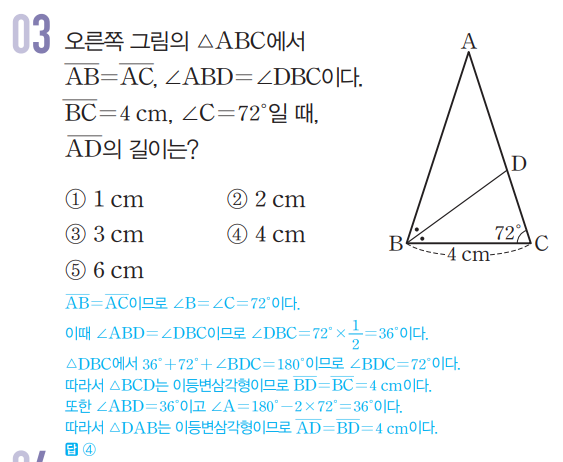 03
오른쪽 그림의 △ABC에서
AB=AC, ∠ABD=∠DBC이다.
BC=4 cm, ∠C=72°일 때,
AD의 길이는?
① 1 cm ② 2 cm
③ 3 cm ④ 4 cm
⑤ 6 cm
A
D
72°
B
C
4 cm
AB=AC이므로 ∠B=∠C=72°이다.
이때 ∠ABD=∠DBC이므로 ∠DBC=72°×1/2=36°이다.
△DBC에서 36°+72°+∠BDC=180°이므로 ∠BDC=72°이다.
따라서 △BCD는 이등변삼각형이므로 BD=BC=4 cm이다.
또한 ∠ABD=36°이고 ∠A=180°-2×72°=36°이다.
따라서 △DAB는 이등변삼각형이므로 AD=BD=4 cm이다.
답 ④